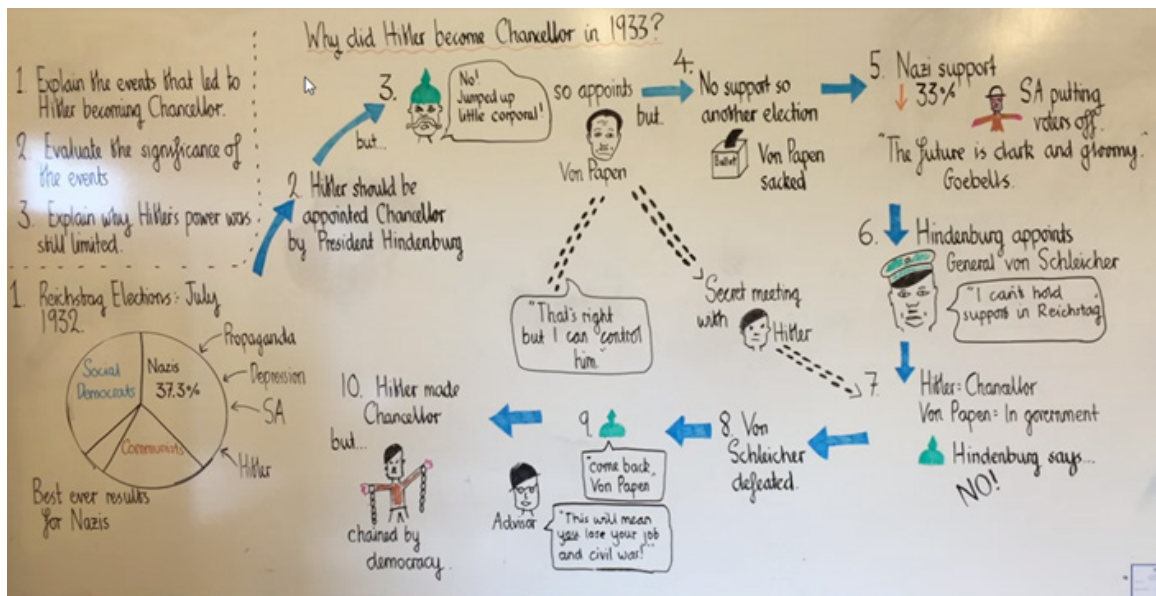 Why did Hitler become Chancellor in 1933?
1. Explain the events that led to
Hitler becoming Chancellor.
2. Evaluate the significance of
the events
3. Explain why Hitler's power was
still limited.
1. Reichstag Elections: July
1932.
Social
Democrats
Nazis
37.3%
Communists
Propaganda
Depression
SA
Hitler
Best ever results
for Nazis
2. Hitler should be
appointed Chancellor
by President Hindenburg
3.
but...
No!
Jumped up
little corporal!
so appoints
Von Papen
but...
"That's right
but I can control
him."
Secret meeting
with
Hitler
4.
No support so
another election
Ballot
Von Papen
sacked
5. Nazi support
33%
SA putting
voters off.
"The future is dark and gloomy."
Goebells.
6. Hindenburg appoints
General von Schleicher
"I can't hold
support in Reichstag
7.
Hitler = Chancellor
Von Papen = In government
Hindenburg says...
NO!
8. Von
Schleicher
defeated.
9.
"come back,
Von Papen
Advisor
"This will mean
you lose your job
and civil war!"
10. Hitler made
Chancellor
but...
chained by
democracy.